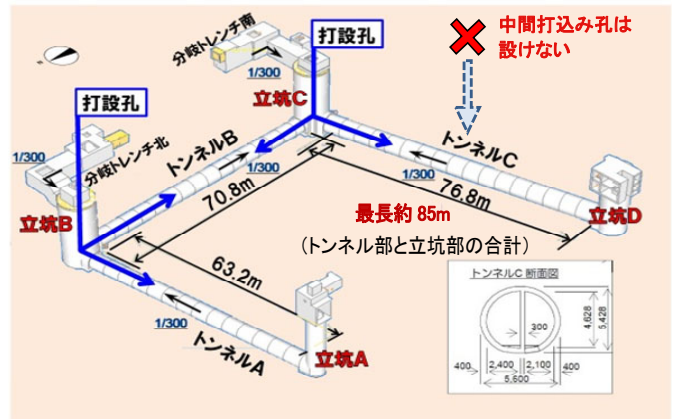 中間打込み孔は
設けない
分岐トレンチ南
打設孔
1/300
立坑C
打設孔
トンネルB
トンネルC
1/300
分岐トレンチ北
1/300
1/300
70.8m
76.8m
立坑B
最長約 85m
立坑D
（トンネル部と立坑部の合計）
63.2m
トンネルC 断面図
300
4,628
5,428
400
2,400
2,100
400
5,600
1/300
トンネルA
立坑A